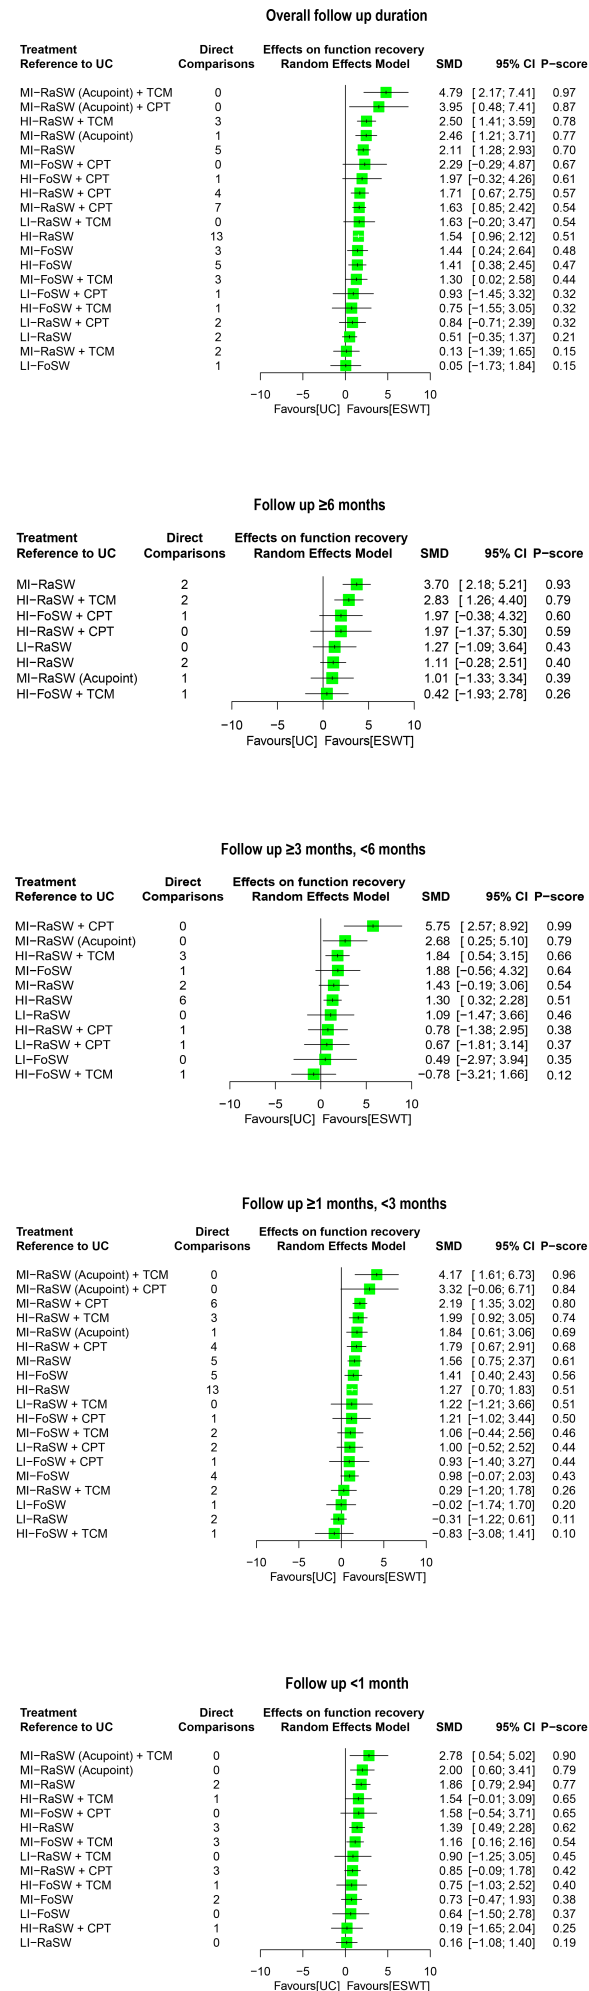 Overall follow up duration
Treatment Direct Effects on function recovery
Reference to UC Comparisons Random Effects Model SMD 95% CI P−score
MI−RaSW (Acupoint) + TCM 0 4.79 [ 2.17; 7.41] 0.97
MI−RaSW (Acupoint) + CPT 0 3.95 [ 0.48; 7.41] 0.87
HI−RaSW + TCM 3 2.50 [ 1.41; 3.59] 0.78
MI−RaSW (Acupoint) 1 2.46 [ 1.21; 3.71] 0.77
MI−RaSW 5 2.11 [ 1.28; 2.93] 0.70
MI−FoSW + CPT 0 2.29 [−0.29; 4.87] 0.67
HI−FoSW + CPT 1 1.97 [−0.32; 4.26] 0.61
HI−RaSW + CPT 4 1.71 [ 0.67; 2.75] 0.57
MI−RaSW + CPT 7 1.63 [ 0.85; 2.42] 0.54
LI−RaSW + TCM 0 1.63 [−0.20; 3.47] 0.54
HI−RaSW 13 1.54 [ 0.96; 2.12] 0.51
MI−FoSW 3 1.44 [ 0.24; 2.64] 0.48
HI−FoSW 5 1.41 [ 0.38; 2.45] 0.47
MI−FoSW + TCM 3 1.30 [ 0.02; 2.58] 0.44
LI−FoSW + CPT 1 0.93 [−1.45; 3.32] 0.32
HI−FoSW + TCM 1 0.75 [−1.55; 3.05] 0.32
LI−RaSW + CPT 2 0.84 [−0.71; 2.39] 0.32
LI−RaSW 2 0.51 [−0.35; 1.37] 0.21
MI−RaSW + TCM 2 0.13 [−1.39; 1.65] 0.15
LI−FoSW 1 0.05 [−1.73; 1.84] 0.15
−10 −5 0 5 10
Favours[UC] Favours[ESWT]
Follow up ≥6 months
Treatment Direct Effects on function recovery
Reference to UC Comparisons Random Effects Model SMD 95% CI P−score
MI−RaSW 2 3.70 [ 2.18; 5.21] 0.93
HI−RaSW + TCM 2 2.83 [ 1.26; 4.40] 0.79
HI−FoSW + CPT 1 1.97 [−0.38; 4.32] 0.60
HI−RaSW + CPT 0 1.97 [−1.37; 5.30] 0.59
LI−RaSW 0 1.27 [−1.09; 3.64] 0.43
HI−RaSW 2 1.11 [−0.28; 2.51] 0.40
MI−RaSW (Acupoint) 1 1.01 [−1.33; 3.34] 0.39
HI−FoSW + TCM 1 0.42 [−1.93; 2.78] 0.26
−10 −5 0 5 10
Favours[UC] Favours[ESWT]
Follow up ≥3 months, <6 months
Treatment Direct Effects on function recovery
Reference to UC Comparisons Random Effects Model SMD 95% CI P−score
MI−RaSW + CPT 0 5.75 [ 2.57; 8.92] 0.99
MI−RaSW (Acupoint) 0 2.68 [ 0.25; 5.10] 0.79
HI−RaSW + TCM 3 1.84 [ 0.54; 3.15] 0.66
MI−FoSW 1 1.88 [−0.56; 4.32] 0.64
MI−RaSW 2 1.43 [−0.19; 3.06] 0.54
HI−RaSW 6 1.30 [ 0.32; 2.28] 0.51
LI−RaSW 0 1.09 [−1.47; 3.66] 0.46
HI−RaSW + CPT 1 0.78 [−1.38; 2.95] 0.38
LI−RaSW + CPT 1 0.67 [−1.81; 3.14] 0.37
LI−FoSW 0 0.49 [−2.97; 3.94] 0.35
HI−FoSW + TCM 1 −0.78 [−3.21; 1.66] 0.12
−10 −5 0 5 10
Favours[UC] Favours[ESWT]
Follow up ≥1 months, <3 months
Treatment Direct Effects on function recovery
Reference to UC Comparisons Random Effects Model SMD 95% CI P−score
MI−RaSW (Acupoint) + TCM 0 4.17 [ 1.61; 6.73] 0.96
MI−RaSW (Acupoint) + CPT 0 3.32 [−0.06; 6.71] 0.84
MI−RaSW + CPT 6 2.19 [ 1.35; 3.02] 0.80
HI−RaSW + TCM 3 1.99 [ 0.92; 3.05] 0.74
MI−RaSW (Acupoint) 1 1.84 [ 0.61; 3.06] 0.69
HI−RaSW + CPT 4 1.79 [ 0.67; 2.91] 0.68
MI−RaSW 5 1.56 [ 0.75; 2.37] 0.61
HI−FoSW 5 1.41 [ 0.40; 2.43] 0.56
HI−RaSW 13 1.27 [ 0.70; 1.83] 0.51
LI−RaSW + TCM 0 1.22 [−1.21; 3.66] 0.51
HI−FoSW + CPT 1 1.21 [−1.02; 3.44] 0.50
MI−FoSW + TCM 2 1.06 [−0.44; 2.56] 0.46
LI−RaSW + CPT 2 1.00 [−0.52; 2.52] 0.44
LI−FoSW + CPT 1 0.93 [−1.40; 3.27] 0.44
MI−FoSW 4 0.98 [−0.07; 2.03] 0.43
MI−RaSW + TCM 2 0.29 [−1.20; 1.78] 0.26
LI−FoSW 1 −0.02 [−1.74; 1.70] 0.20
LI−RaSW 2 −0.31 [−1.22; 0.61] 0.11
HI−FoSW + TCM 1 −0.83 [−3.08; 1.41] 0.10
−10 −5 0 5 10
Favours[UC] Favours[ESWT]
Follow up <1 month
Treatment Direct Effects on function recovery
Reference to UC Comparisons Random Effects Model SMD 95% CI P−score
MI−RaSW (Acupoint) + TCM 0 2.78 [ 0.54; 5.02] 0.90
MI−RaSW (Acupoint) 0 2.00 [ 0.60; 3.41] 0.79
MI−RaSW 2 1.86 [ 0.79; 2.94] 0.77
HI−RaSW + TCM 1 1.54 [−0.01; 3.09] 0.65
MI−FoSW + CPT 0 1.58 [−0.54; 3.71] 0.65
HI−RaSW 3 1.39 [ 0.49; 2.28] 0.62
MI−FoSW + TCM 3 1.16 [ 0.16; 2.16] 0.54
LI−RaSW + TCM 0 0.90 [−1.25; 3.05] 0.45
MI−RaSW + CPT 3 0.85 [−0.09; 1.78] 0.42
HI−FoSW + TCM 1 0.75 [−1.03; 2.52] 0.40
MI−FoSW 2 0.73 [−0.47; 1.93] 0.38
LI−FoSW 0 0.64 [−1.50; 2.78] 0.37
HI−RaSW + CPT 1 0.19 [−1.65; 2.04] 0.25
LI−RaSW 0 0.16 [−1.08; 1.40] 0.19
−10 −5 0 5 10
Favours[UC] Favours[ESWT]